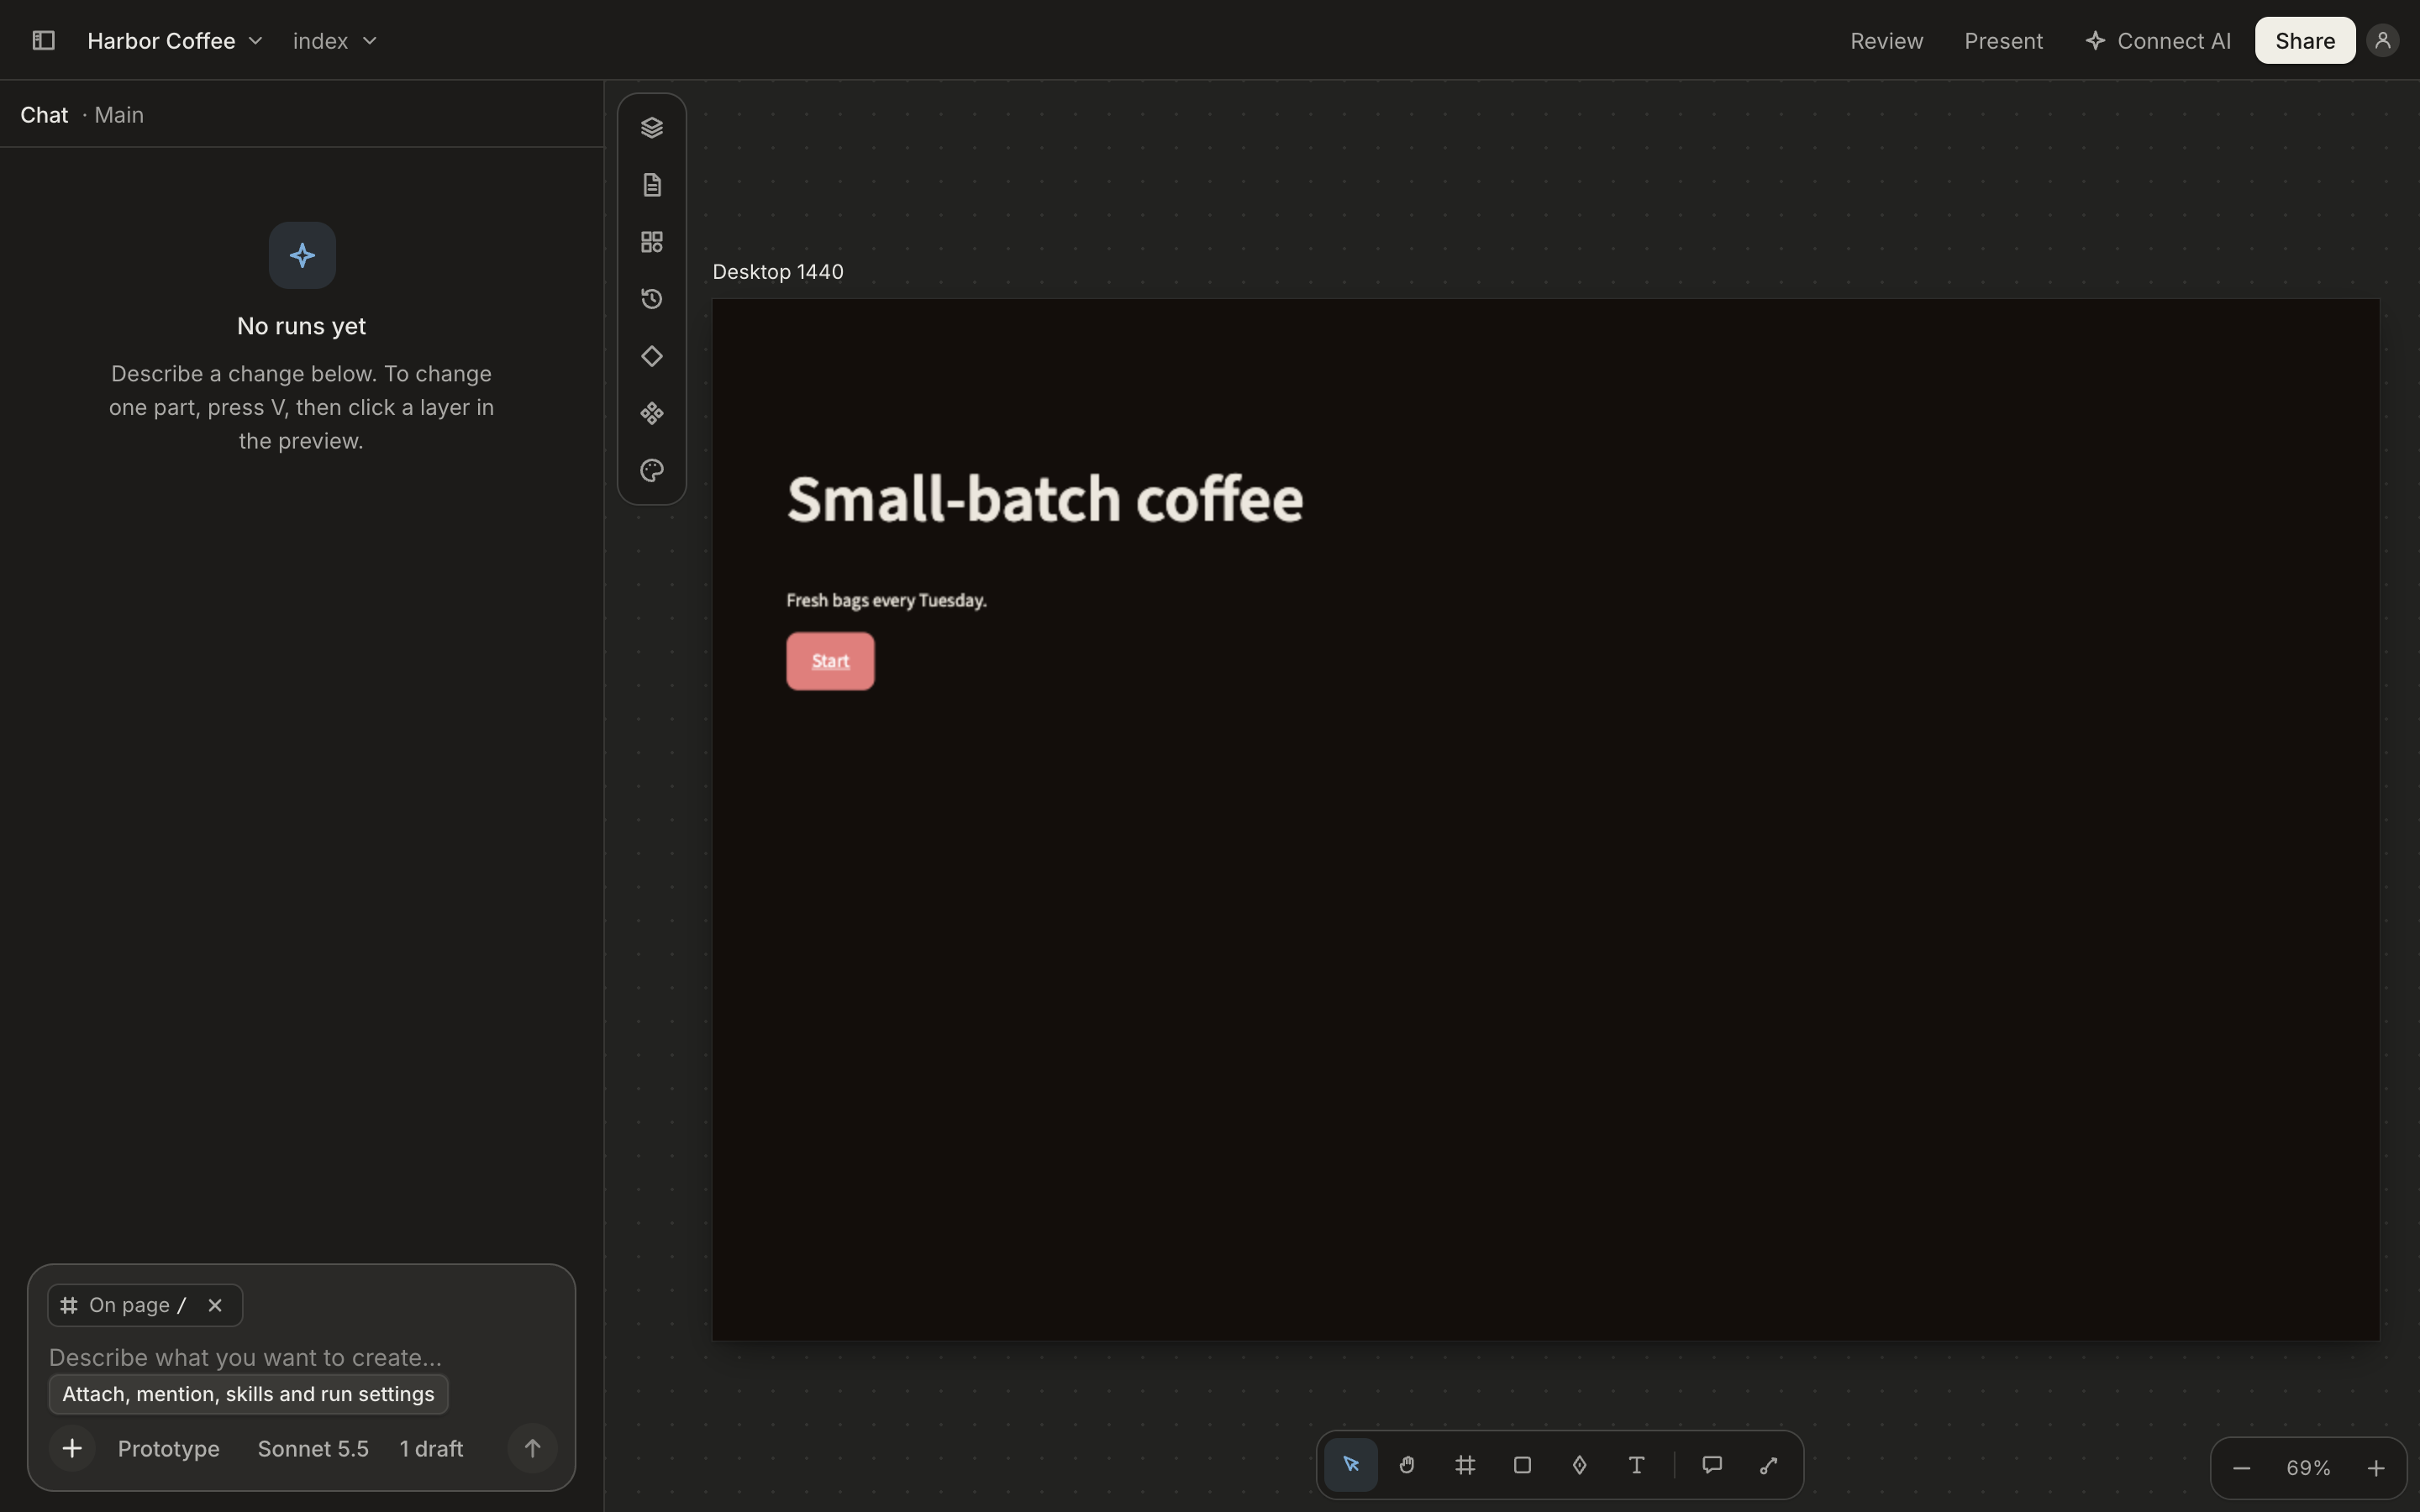 Harbor Coffee
index
Review
Present
Connect AI
Share
Chat · Main
No runs yet
Describe a change below. To change
one part, press V, then click a layer in
the preview.
Desktop 1440
Small-batch coffee
Fresh bags every Tuesday.
Start
On page /
Describe what you want to create...
Attach, mention, skills and run settings
Prototype
Sonnet 5.5
1 draft
69%